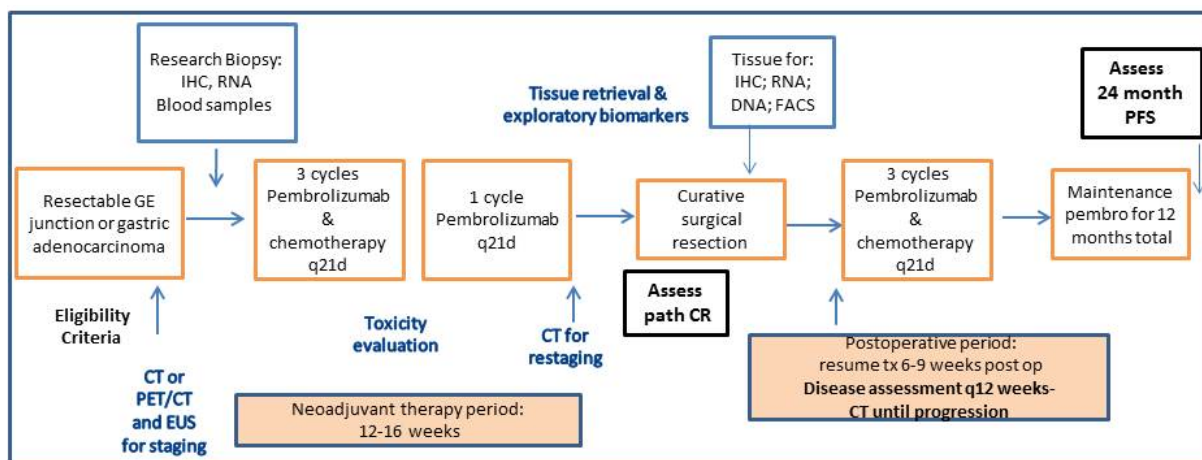 Research Biopsy:
IHC, RNA
Blood samples
Tissue retrieval &
exploratory biomarkers
Tissue for:
IHC; RNA;
DNA; FACS
Assess
24 month
PFS
Resectable GE
junction or gastric
adenocarcinoma
3 cycles
Pembrolizumab
&
chemotherapy
q21d
1 cycle
Pembrolizumab
q21d
Curative
surgical
resection
3 cycles
Pembrolizumab
&
chemotherapy
q21d
Maintenance
pembro for 12
months total
Eligibility
Criteria
Toxicity
evaluation
CT for
restaging
Assess
path CR
CT or
PET/CT
and EUS
for staging
Neoadjuvant therapy period:
12-16 weeks
Postoperative period:
resume tx 6-9 weeks post op
Disease assessment q12 weeks-
CT until progression